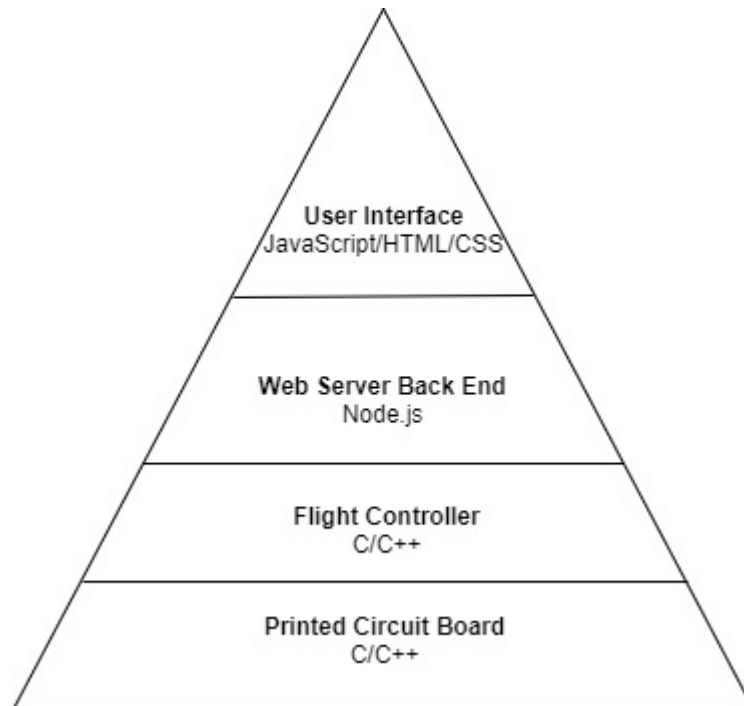 User Interface
JavaScript/HTML/CSS
Web Server Back End
Node.js
Flight Controller
C/C++
Printed Circuit Board
C/C++